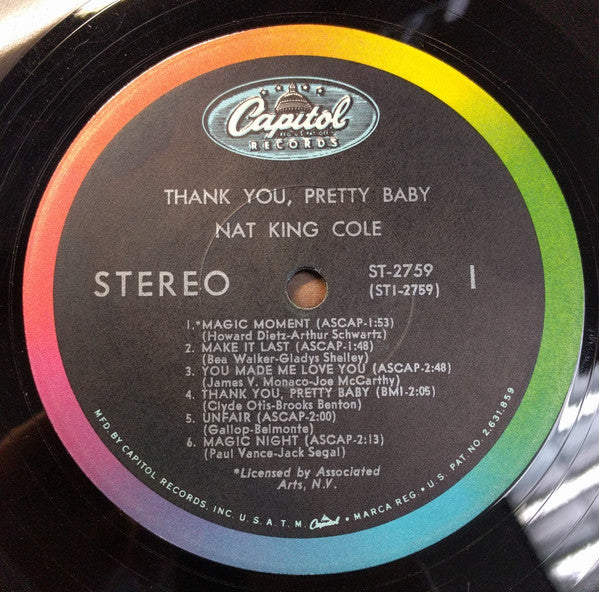 Capitol
REG. U.S. PAT. OFF.
RECORDS
THANK YOU, PRETTY BABY
NAT KING COLE
STEREO
ST-2759
(ST1-2759)
1
1.*MAGIC MOMENT (ASCAP-1:53)
(Howard Dietz-Arthur Schwartz)
2. MAKE IT LAST (ASCAP-1:48)
(Bea Walker-Gladys Shelley)
3. YOU MADE ME LOVE YOU (ASCAP-2:48)
(James V. Monaco-Joe McCarthy)
4. THANK YOU, PRETTY BABY (BMI-2:05)
(Clyde Otis-Brooks Benton)
5. UNFAIR (ASCAP-2:00)
(Gallop-Belmonte)
6. MAGIC NIGHT (ASCAP-2:13)
(Paul Vance-Jack Segal)
*Licensed by Associated
Arts, N.V.
MFD. BY CAPITOL RECORDS, INC. U.S.A. T.M. Capitol • MARCA REG. • U.S. PAT. NO. 2,631,859